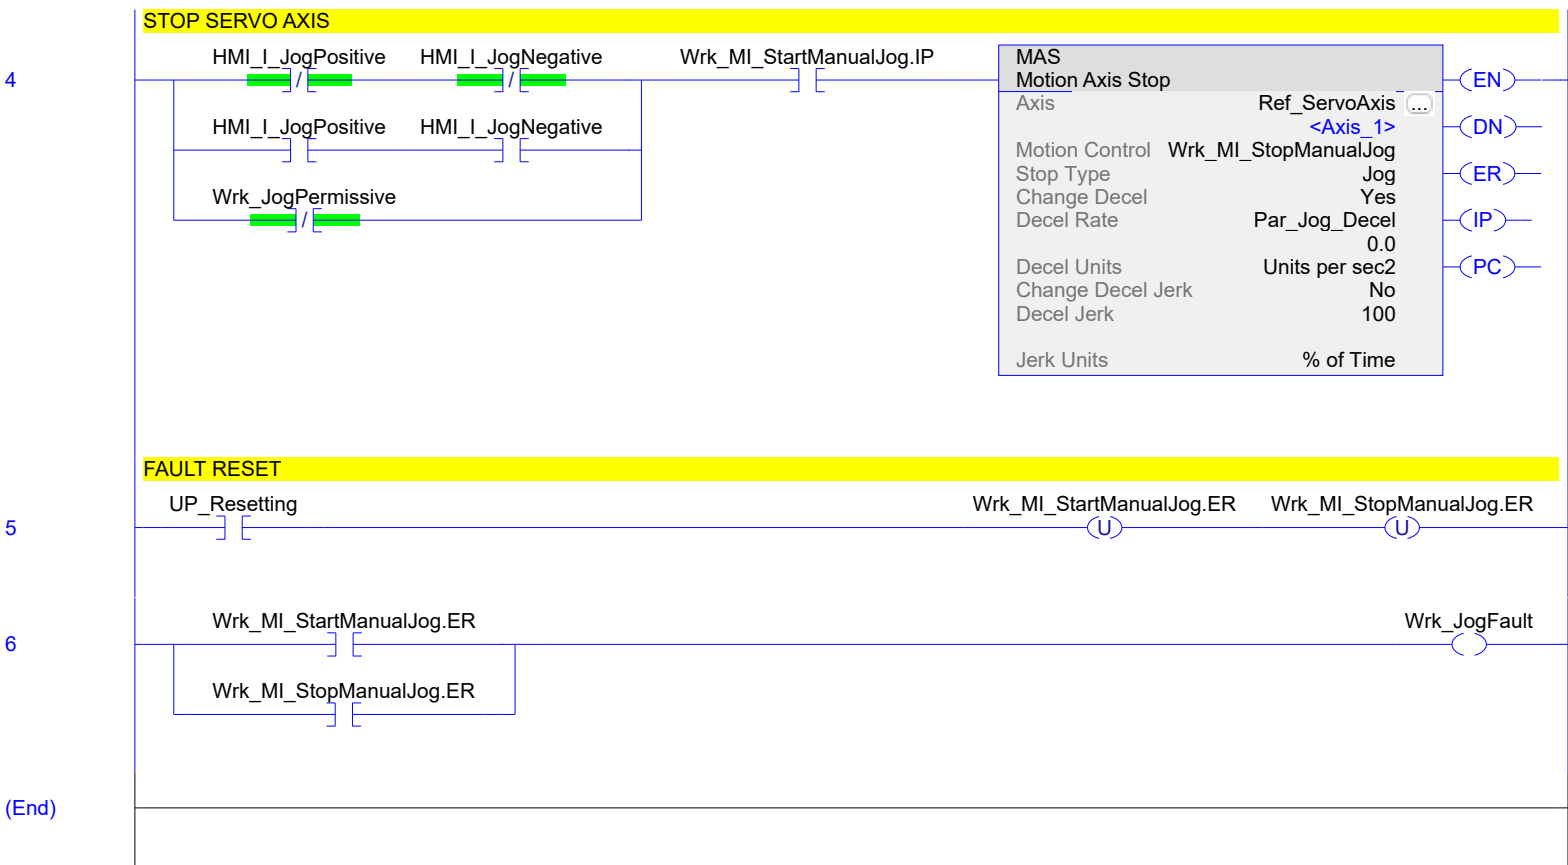 STOP SERVO AXIS
4
HMI_I_JogPositive HMI_I_JogNegative Wrk_MI_StartManualJog.IP
/ /
HMI_I_JogPositive HMI_I_JogNegative
Wrk_JogPermissive
/
MAS
Motion Axis Stop
Axis Ref_ServoAxis ...
<Axis_1>
Motion Control Wrk_MI_StopManualJog
Stop Type Jog
Change Decel Yes
Decel Rate Par_Jog_Decel
0.0
Decel Units Units per sec2
Change Decel Jerk No
Decel Jerk 100
Jerk Units % of Time
EN
DN
ER
IP
PC
FAULT RESET
5
UP_Resetting Wrk_MI_StartManualJog.ER Wrk_MI_StopManualJog.ER
U U
6
Wrk_MI_StartManualJog.ER Wrk_JogFault
Wrk_MI_StopManualJog.ER
(End)